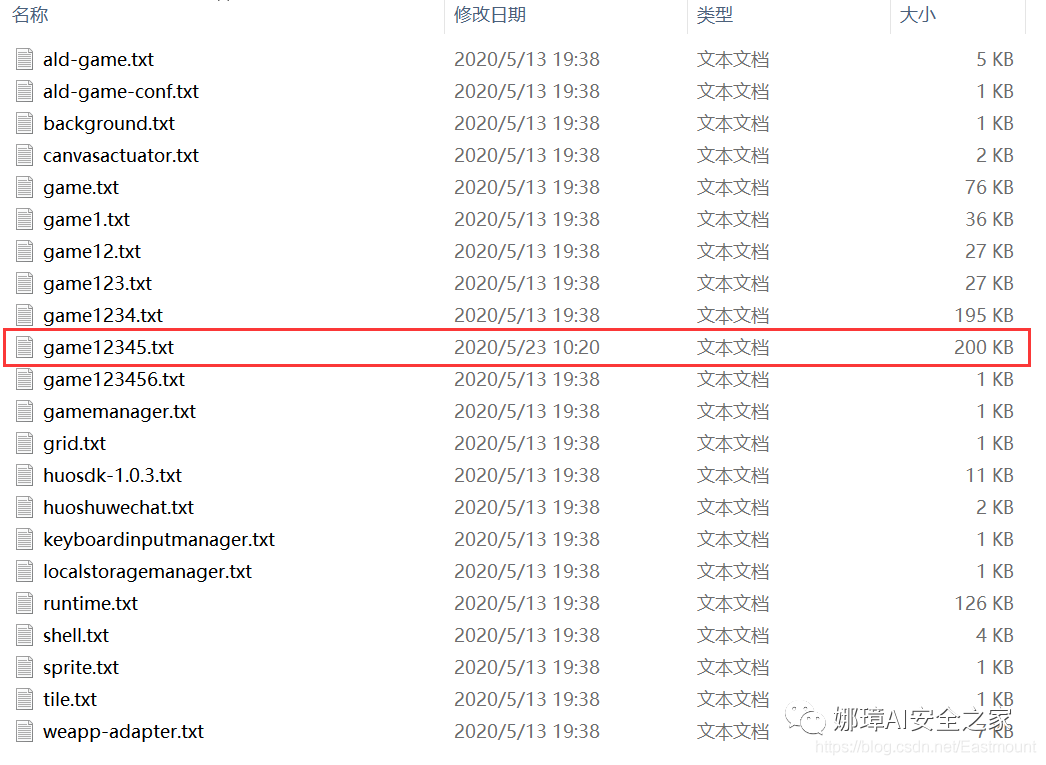 名称 修改日期 类型 大小
ald-game.txt 2020/5/13 19:38 文本文档 5 KB
ald-game-conf.txt 2020/5/13 19:38 文本文档 1 KB
background.txt 2020/5/13 19:38 文本文档 1 KB
canvasactuator.txt 2020/5/13 19:38 文本文档 2 KB
game.txt 2020/5/13 19:38 文本文档 76 KB
game1.txt 2020/5/13 19:38 文本文档 36 KB
game12.txt 2020/5/13 19:38 文本文档 27 KB
game123.txt 2020/5/13 19:38 文本文档 27 KB
game1234.txt 2020/5/13 19:38 文本文档 195 KB
game12345.txt 2020/5/23 10:20 文本文档 200 KB
game123456.txt 2020/5/13 19:38 文本文档 1 KB
gamemanager.txt 2020/5/13 19:38 文本文档 1 KB
grid.txt 2020/5/13 19:38 文本文档 1 KB
huosdk-1.0.3.txt 2020/5/13 19:38 文本文档 11 KB
huoshuwechat.txt 2020/5/13 19:38 文本文档 2 KB
keyboardinputmanager.txt 2020/5/13 19:38 文本文档 1 KB
localstoragemanager.txt 2020/5/13 19:38 文本文档 1 KB
runtime.txt 2020/5/13 19:38 文本文档 126 KB
shell.txt 2020/5/13 19:38 文本文档 4 KB
sprite.txt 2020/5/13 19:38 文本文档 1 KB
tile.txt 2020/5/13 19:38 文本文档 1 KB
weapp-adapter.txt 2020/5/13 19:38 文本文档 7 KB
娜璋AI安全之家
https://blog.csdn.net/Eastmount